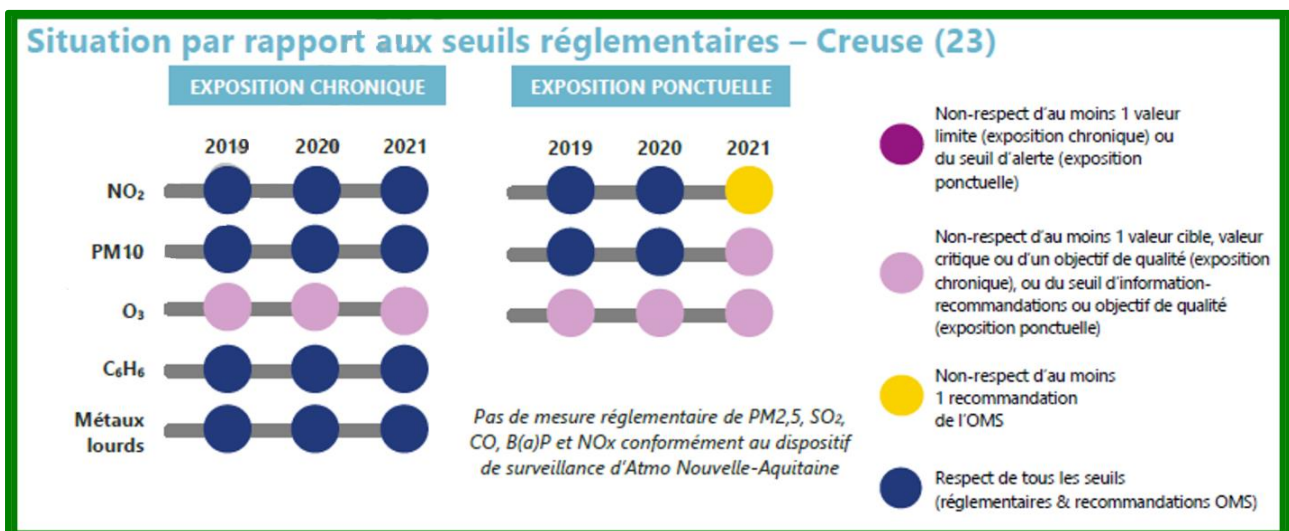 Situation par rapport aux seuils réglementaires – Creuse (23)
EXPOSITION CHRONIQUE
2019 2020 2021
NO₂
PM10
O₃
C₆H₆
Métaux
lourds
EXPOSITION PONCTUELLE
2019 2020 2021
Pas de mesure réglementaire de PM2,5, SO₂,
CO, B(a)P et NOx conformément au dispositif
de surveillance d'Atmo Nouvelle-Aquitaine
Non-respect d'au moins 1 valeur
limite (exposition chronique) ou
du seuil d'alerte (exposition
ponctuelle)
Non-respect d'au moins 1 valeur cible, valeur
critique ou d'un objectif de qualité (exposition
chronique), ou du seuil d'information-
recommandations ou objectif de qualité
(exposition ponctuelle)
Non-respect d'au moins
1 recommandation
de l'OMS
Respect de tous les seuils
(réglementaires & recommandations OMS)